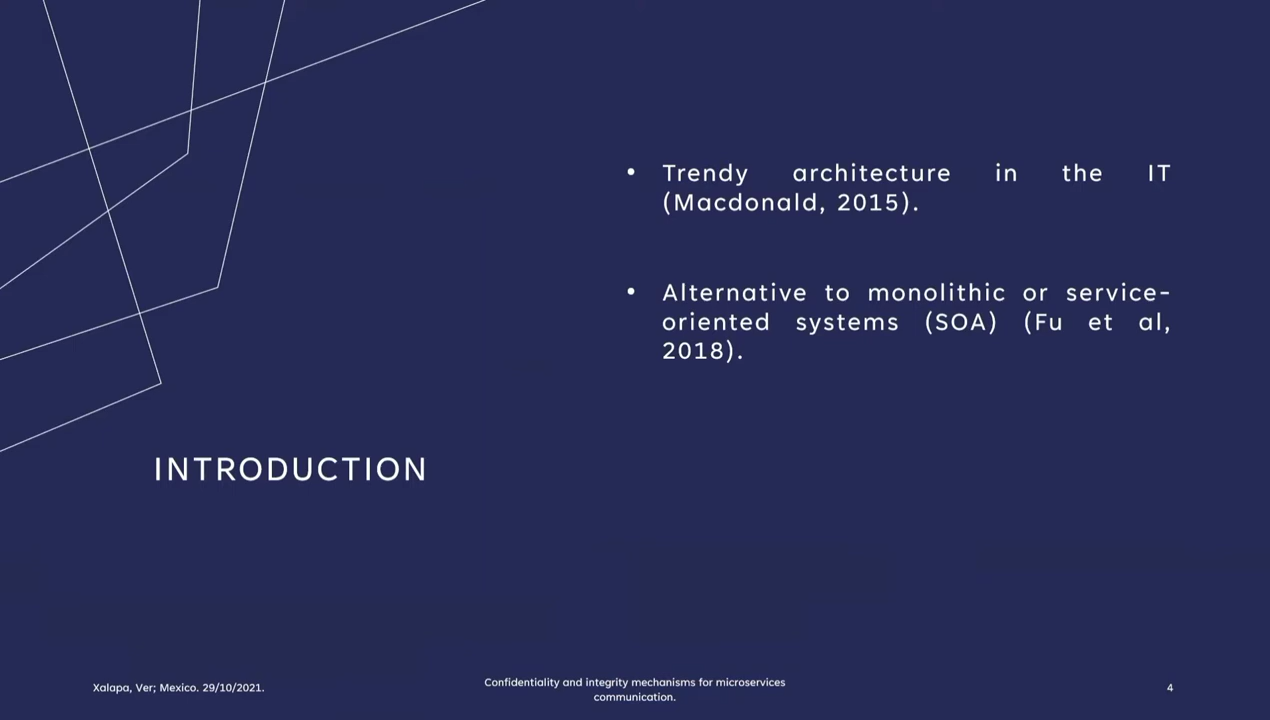 • Trendy architecture in the IT
(Macdonald, 2015).
• Alternative to monolithic or service-
oriented systems (SOA) (Fu et al,
2018).
INTRODUCTION
Xalapa, Ver; Mexico. 29/10/2021.
Confidentiality and integrity mechanisms for microservices
communication.
4